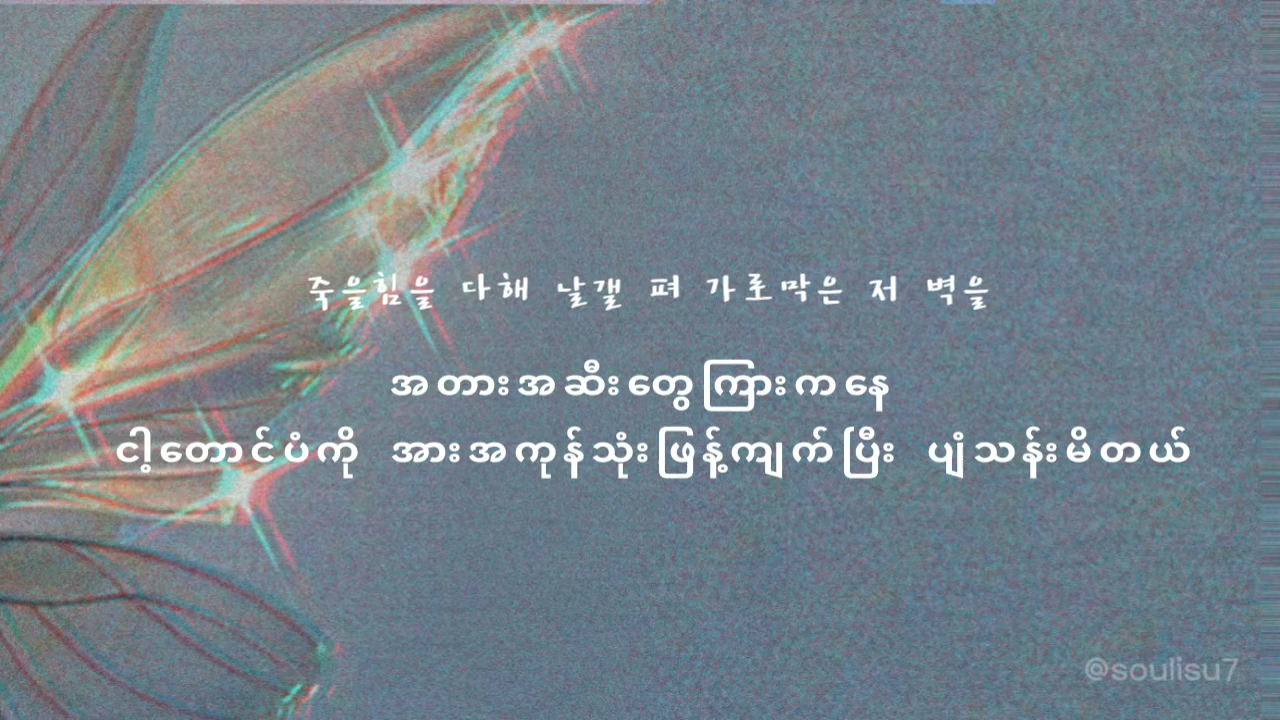 죽을힘을 다해 날갤 펴 가로막은 저 벽을
အတားအဆီးတွေကြားကနေ
ငါ့တောင်ပံကို အားအကုန်သုံးဖြန့်ကျက်ပြီး ပျံသန်းမိတယ်
@soulisu7